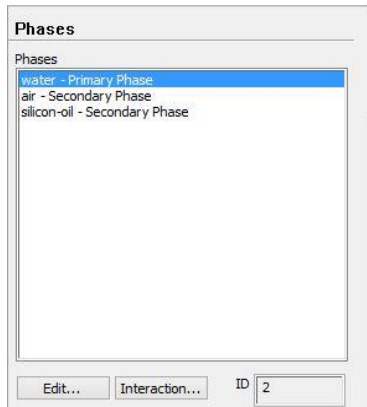 Phases
Phases
water - Primary Phase
air - Secondary Phase
silicon-oil - Secondary Phase
Edit... Interaction... ID 2